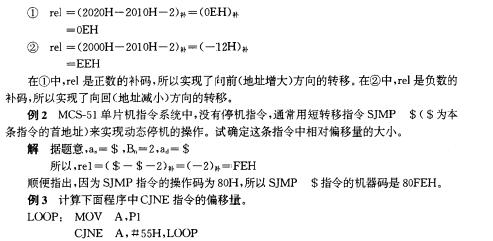 ① rel=(2020H-2010H-2)补=(0EH)补
=0EH
② rel=(2000H-2010H-2)补=(-12H)补
=EEH
在①中,rel 是正数的补码,所以实现了向前(地址增大)方向的转移。在②中,rel 是负数的
补码,所以实现了向回(地址减小)方向的转移。
例 2 MCS-51 单片机指令系统中,没有停机指令,通常用短转移指令 SJMP $($ 为本
条指令的首地址)来实现动态停机的操作。试确定这条指令中相对偏移量的大小。
解 据题意,aₛ=$,Bₙ=2,a_d=$
所以,rel=($-$-2)补=(-2)补=FEH
顺便指出,因为 SJMP 指令的操作码为 80H,所以 SJMP $ 指令的机器码是 80FEH。
例 3 计算下面程序中 CJNE 指令的偏移量。
LOOP: MOV A,P1
CJNE A,#55H,LOOP